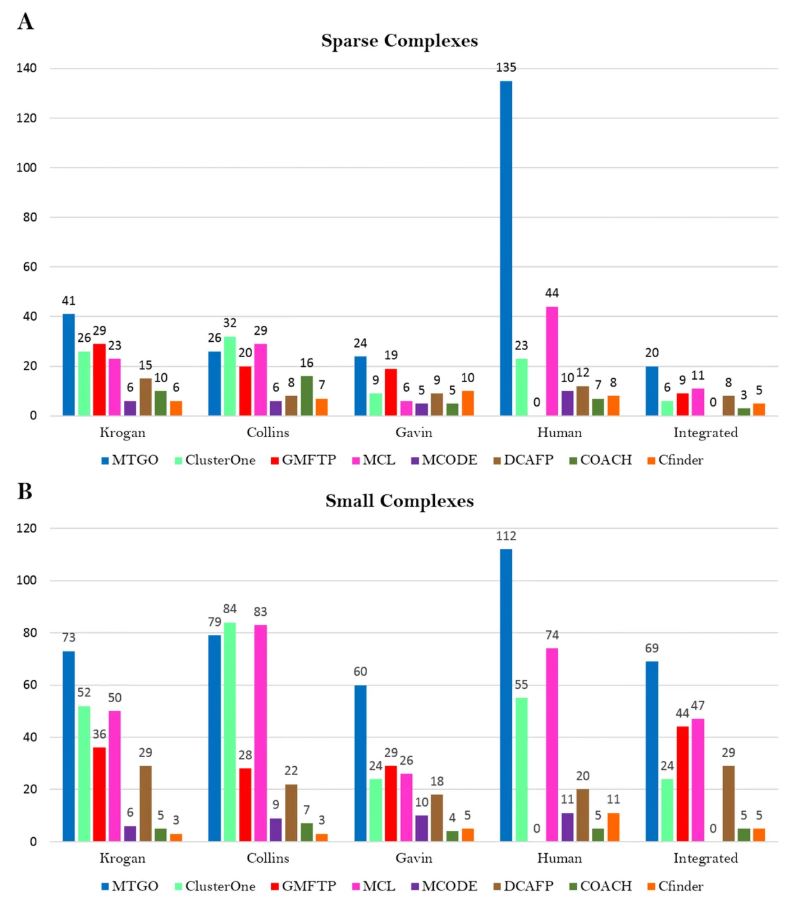 A
Sparse Complexes
140
120
100
80
60
40
20
0
41 26 29 23 6 15 10 6
26 32 20 29 6 8 16 7
24 9 19 6 5 9 5 10
135 23 0 44 10 12 7 8
20 6 9 11 0 8 3 5
Krogan Collins Gavin Human Integrated
MTGO ClusterOne GMFTP MCL MCODE DCAFP COACH Cfinder
B
Small Complexes
120
100
80
60
40
20
0
73 52 36 50 6 29 5 3
79 84 28 83 9 22 7 3
60 24 29 26 10 18 4 5
112 55 0 74 11 20 5 11
69 24 44 47 0 29 5 5
Krogan Collins Gavin Human Integrated
MTGO ClusterOne GMFTP MCL MCODE DCAFP COACH Cfinder